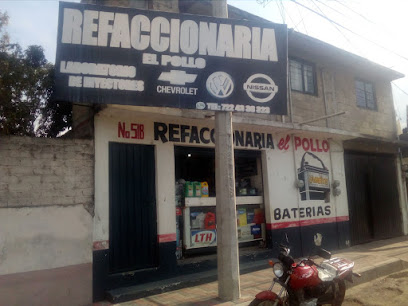 REFACCIONARIA
EL POLLO
LABORATORIO
DE INYECTORES
CHEVROLET
NISSAN
No 518
REFACCIONARIA el POLLO
LTH
BATERIAS